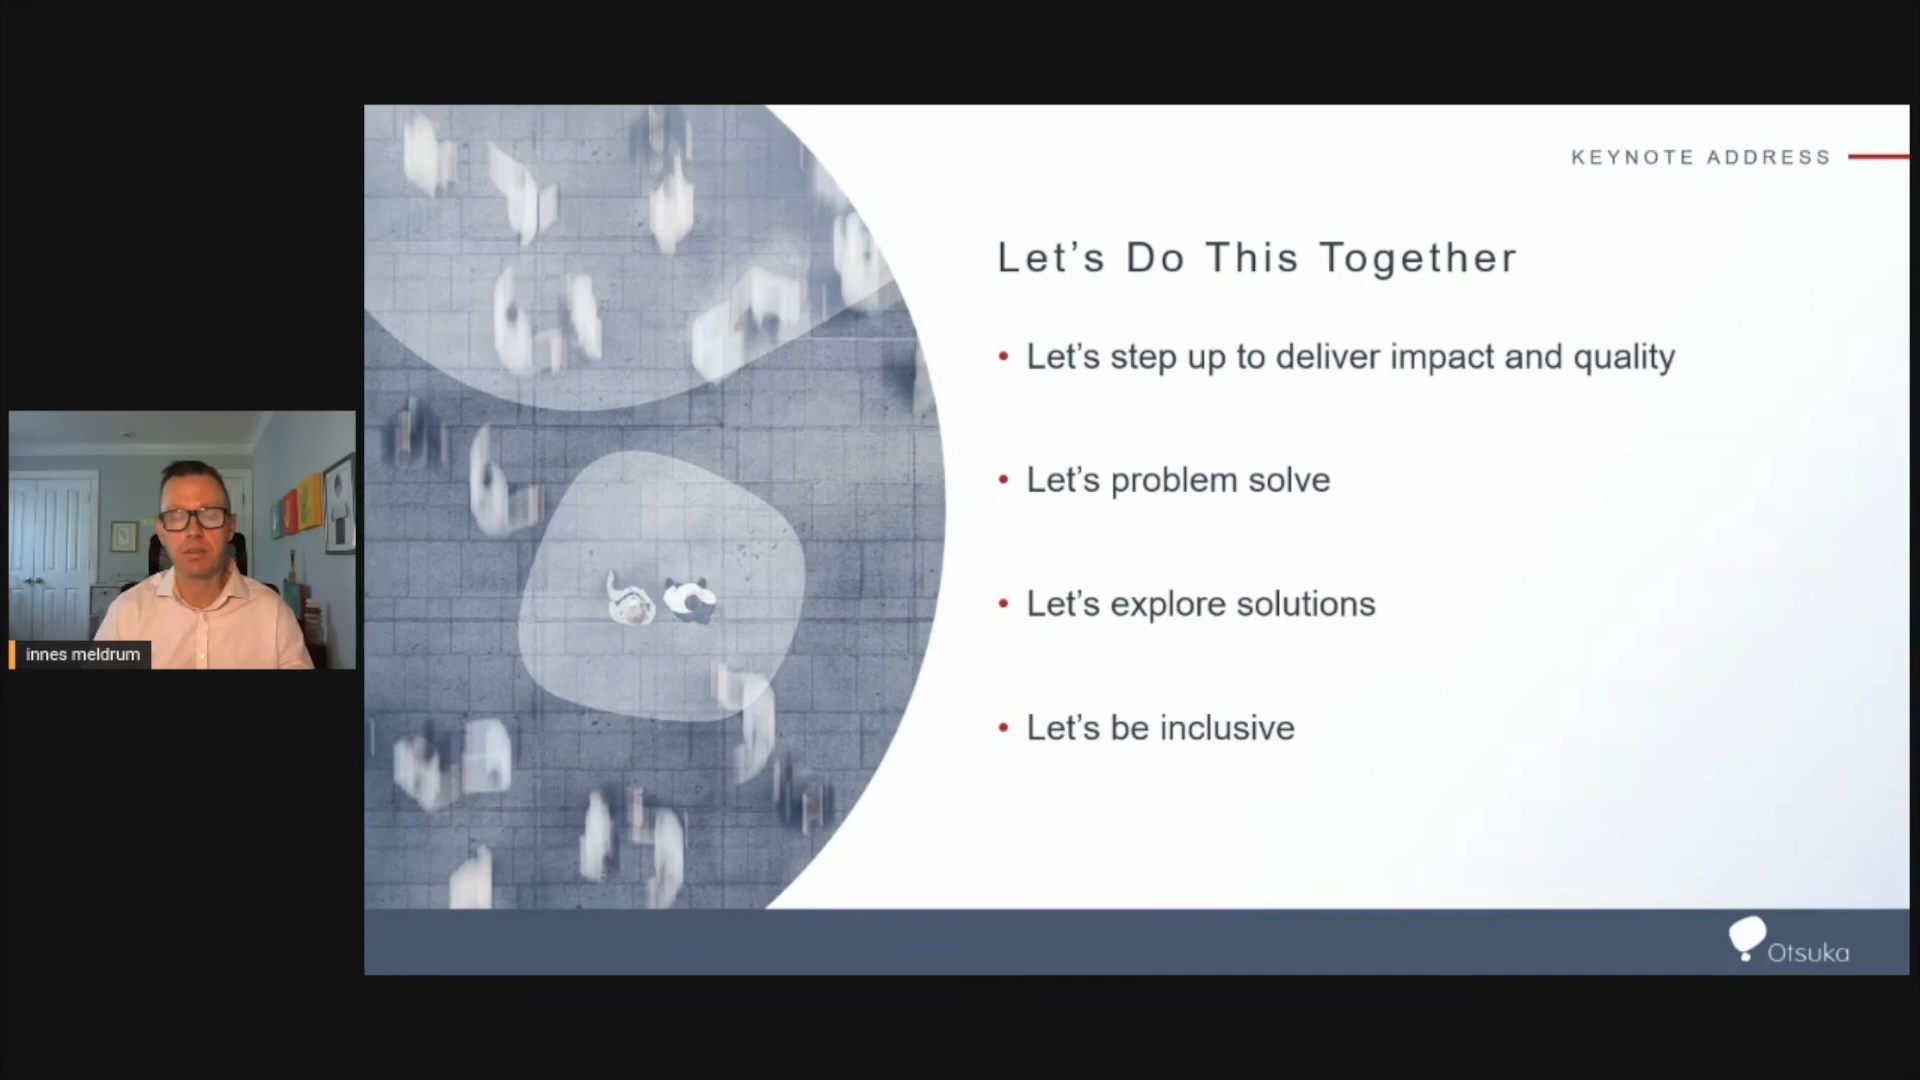 KEYNOTE ADDRESS
Let’s Do This Together
• Let’s step up to deliver impact and quality
• Let’s problem solve
• Let’s explore solutions
• Let’s be inclusive
innes meldrum
Otsuka